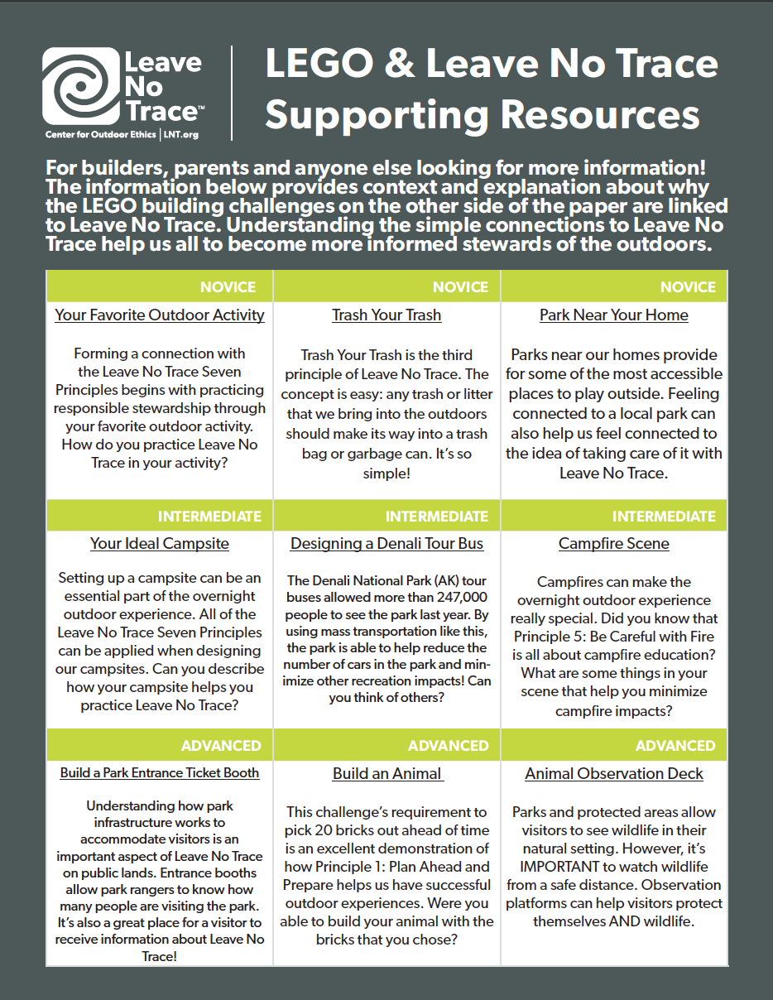 Leave
No
Trace™
Center for Outdoor Ethics | LNT.org
LEGO & Leave No Trace
Supporting Resources
For builders, parents and anyone else looking for more information!
The information below provides context and explanation about why
the LEGO building challenges on the other side of the paper are linked
to Leave No Trace. Understanding the simple connections to Leave No
Trace help us all to become more informed stewards of the outdoors.
NOVICE
Your Favorite Outdoor Activity
Forming a connection with
the Leave No Trace Seven
Principles begins with practicing
responsible stewardship through
your favorite outdoor activity.
How do you practice Leave No
Trace in your activity?
NOVICE
Trash Your Trash
Trash Your Trash is the third
principle of Leave No Trace. The
concept is easy: any trash or litter
that we bring into the outdoors
should make its way into a trash
bag or garbage can. It's so
simple!
NOVICE
Park Near Your Home
Parks near our homes provide
for some of the most accessible
places to play outside. Feeling
connected to a local park can
also help us feel connected to
the idea of taking care of it with
Leave No Trace.
INTERMEDIATE
Your Ideal Campsite
Setting up a campsite can be an
essential part of the overnight
outdoor experience. All of the
Leave No Trace Seven Principles
can be applied when designing
our campsites. Can you describe
how your campsite helps you
practice Leave No Trace?
INTERMEDIATE
Designing a Denali Tour Bus
The Denali National Park (AK) tour
buses allowed more than 247,000
people to see the park last year. By
using mass transportation like this,
the park is able to help reduce the
number of cars in the park and min-
imize other recreation impacts! Can
you think of others?
INTERMEDIATE
Campfire Scene
Campfires can make the
overnight outdoor experience
really special. Did you know that
Principle 5: Be Careful with Fire
is all about campfire education?
What are some things in your
scene that help you minimize
campfire impacts?
ADVANCED
Build a Park Entrance Ticket Booth
Understanding how park
infrastructure works to
accommodate visitors is an
important aspect of Leave No Trace
on public lands. Entrance booths
allow park rangers to know how
many people are visiting the park.
It's also a great place for a visitor to
receive information about Leave No
Trace!
ADVANCED
Build an Animal
This challenge's requirement to
pick 20 bricks out ahead of time
is an excellent demonstration of
how Principle 1: Plan Ahead and
Prepare helps us have successful
outdoor experiences. Were you
able to build your animal with the
bricks that you chose?
ADVANCED
Animal Observation Deck
Parks and protected areas allow
visitors to see wildlife in their
natural setting. However, it's
IMPORTANT to watch wildlife
from a safe distance. Observation
platforms can help visitors protect
themselves AND wildlife.